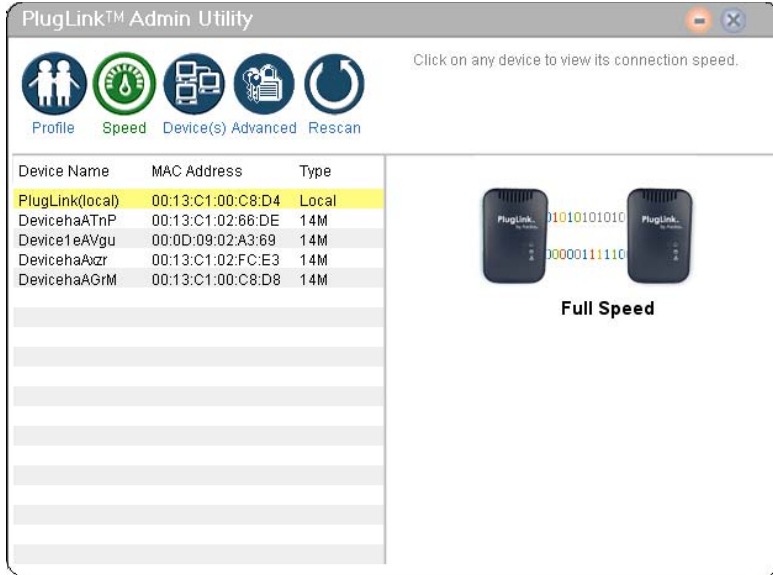 PlugLink™ Admin Utility
Click on any device to view its connection speed.
Profile Speed Device(s) Advanced Rescan
Device Name MAC Address Type
PlugLink(local) 00:13:C1:00:C8:D4 Local
DevicehaATnP 00:13:C1:02:66:DE 14M
Device1eAVgu 00:0D:09:02:A3:69 14M
DevicehaAxzr 00:13:C1:02:FC:E3 14M
DevicehaAGrM 00:13:C1:00:C8:D8 14M
PlugLink. PlugLink.
01010101010
00000111110
Full Speed